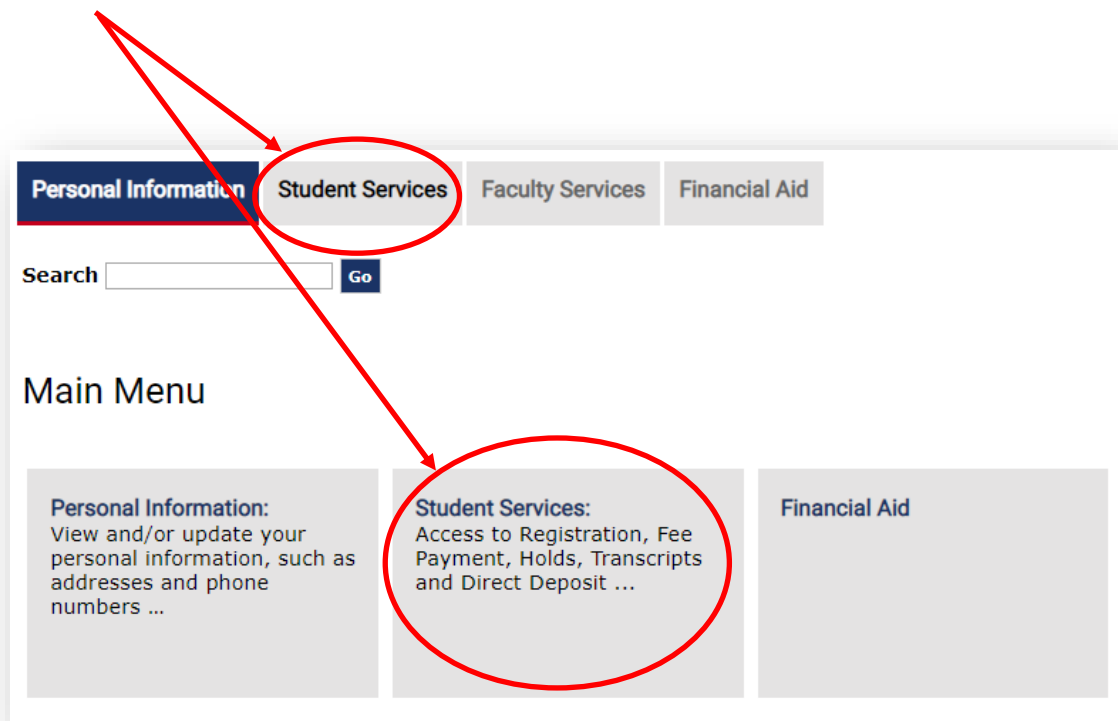 Personal Information Student Services Faculty Services Financial Aid
Search Go
Main Menu
Personal Information:
View and/or update your
personal information, such as
addresses and phone
numbers ...
Student Services:
Access to Registration, Fee
Payment, Holds, Transcripts
and Direct Deposit ...
Financial Aid